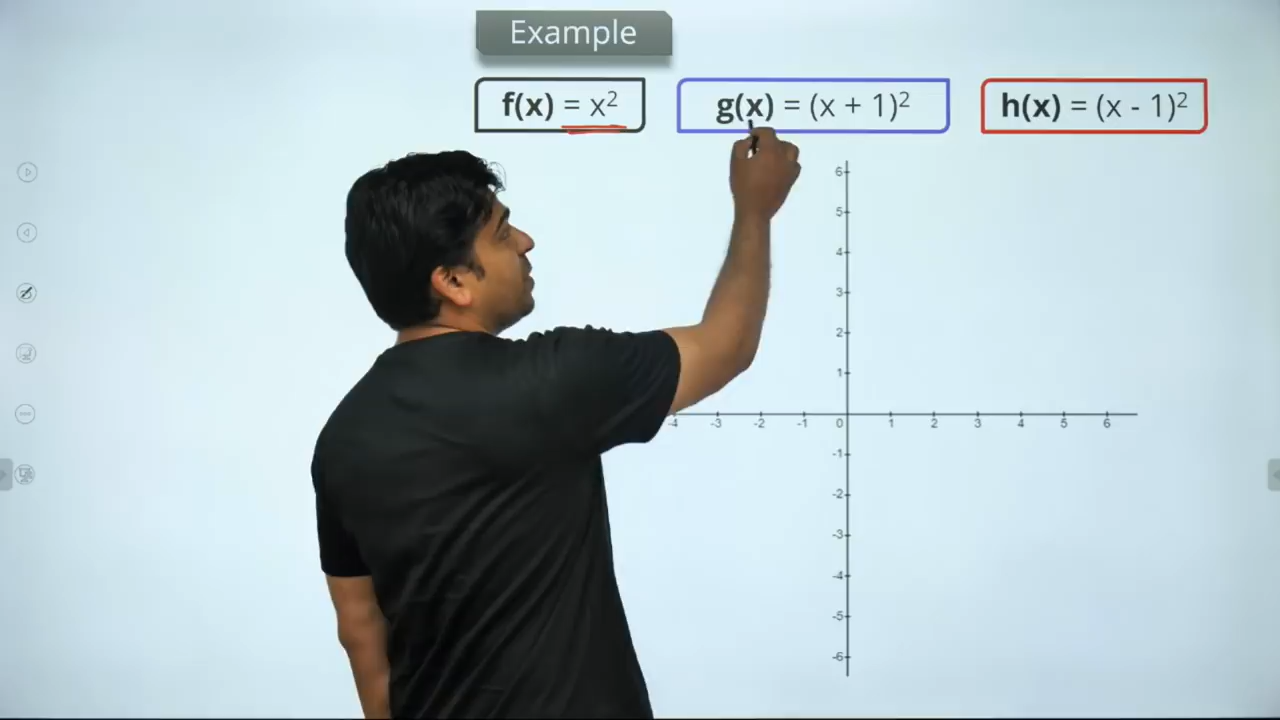 Example
f(x) = x²
g(x) = (x + 1)²
h(x) = (x - 1)²
6
5
4
3
2
1
-4 -3 -2 -1 0 1 2 3 4 5 6
-1
-2
-3
-4
-5
-6